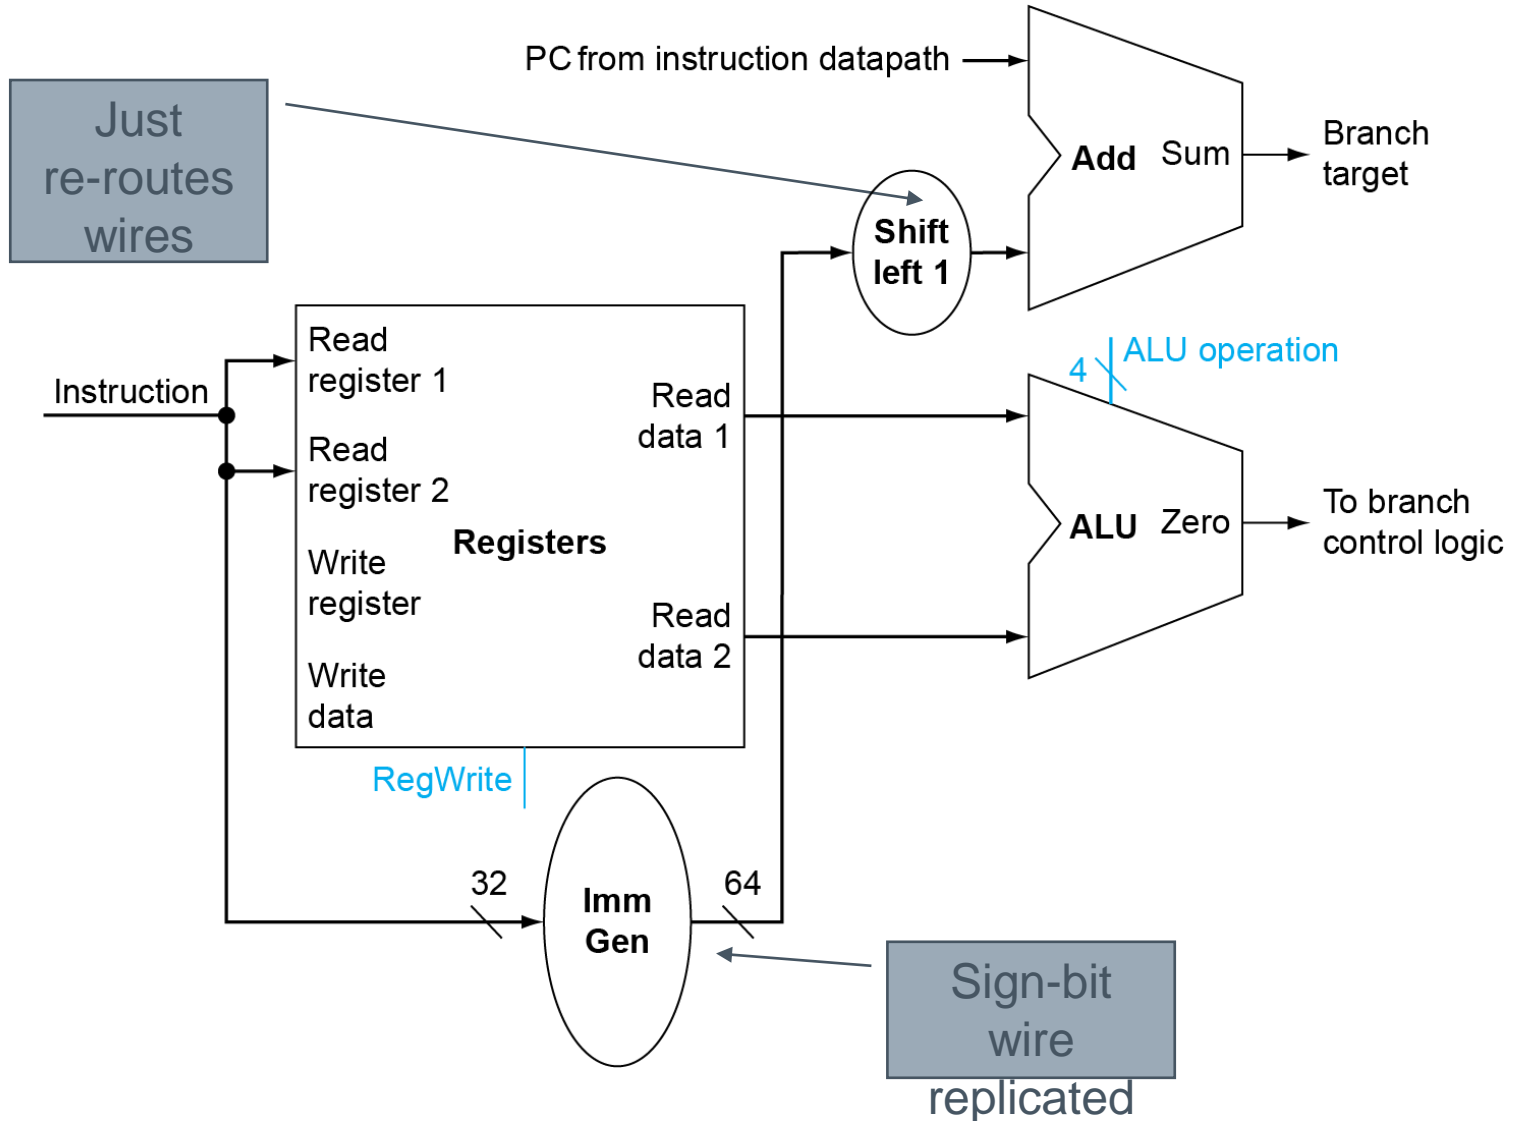 PC from instruction datapath
Just
re-routes
wires
Add
Sum
Branch
target
Shift
left 1
Instruction
Read
register 1
Read
register 2
Write
register
Write
data
Registers
Read
data 1
Read
data 2
4
ALU operation
ALU
Zero
To branch
control logic
RegWrite
32
Imm
Gen
64
Sign-bit
wire
replicated